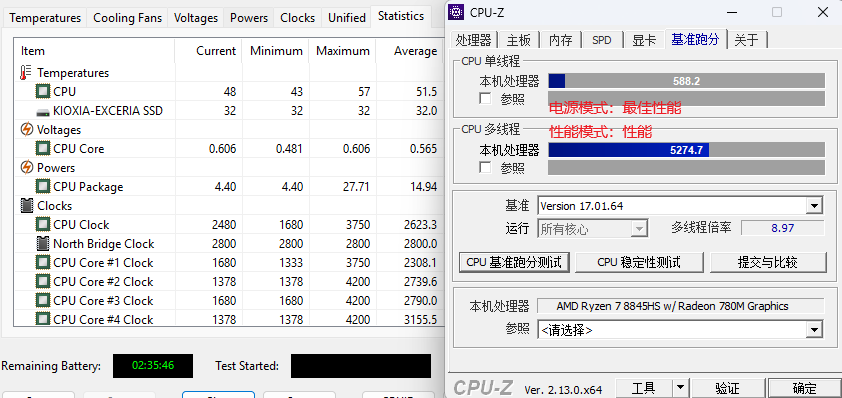 Temperatures Cooling Fans Voltages Powers Clocks Unified Statistics
Item Current Minimum Maximum Average
Temperatures
CPU 48 43 57 51.5
KIOXIA-EXCERIA SSD 32 32 32 32.0
Voltages
CPU Core 0.606 0.481 0.606 0.565
Powers
CPU Package 4.40 4.40 27.71 14.94
Clocks
CPU Clock 2480 1680 3750 2623.3
North Bridge Clock 2800 2800 2800 2800.0
CPU Core #1 Clock 1680 1333 3750 2308.1
CPU Core #2 Clock 1378 1378 4200 2739.6
CPU Core #3 Clock 1680 1680 4200 2790.0
CPU Core #4 Clock 1378 1378 4200 3155.5
Remaining Battery: 02:35:46 Test Started:
CPU-Z
处理器 主板 内存 SPD 显卡 基准跑分 关于
CPU 单线程
本机处理器 588.2
参照
电源模式：最佳性能
性能模式：性能
CPU 多线程
本机处理器 5274.7
参照
基准 Version 17.01.64
运行 所有核心 多线程倍率 8.97
CPU 基准跑分测试 CPU 稳定性测试 提交与比较
本机处理器 AMD Ryzen 7 8845HS w/ Radeon 780M Graphics
参照 <请选择>
CPU-Z Ver. 2.13.0.x64 工具 验证 确定